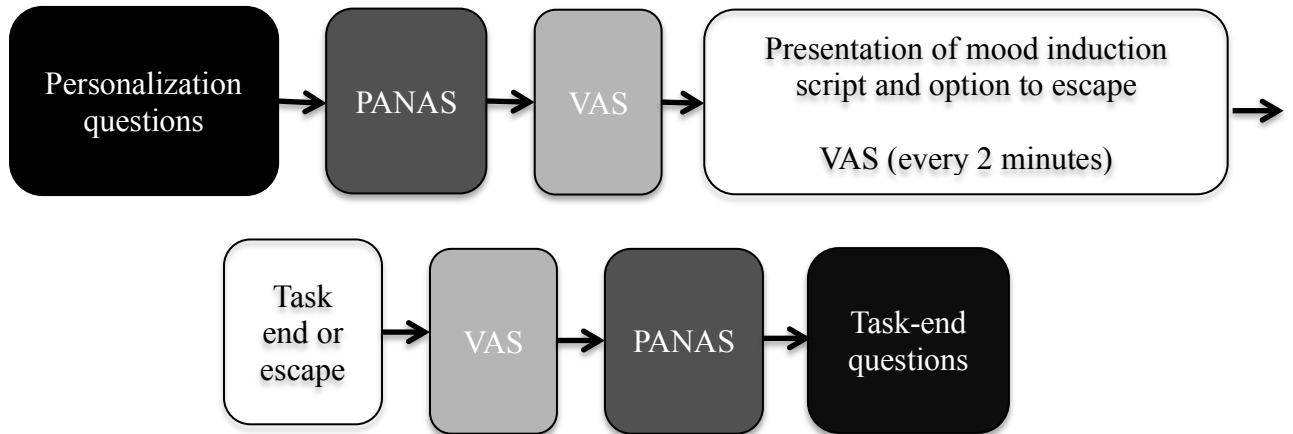 Personalization
questions
PANAS
VAS
Presentation of mood induction
script and option to escape
VAS (every 2 minutes)
Task
end or
escape
VAS
PANAS
Task-end
questions